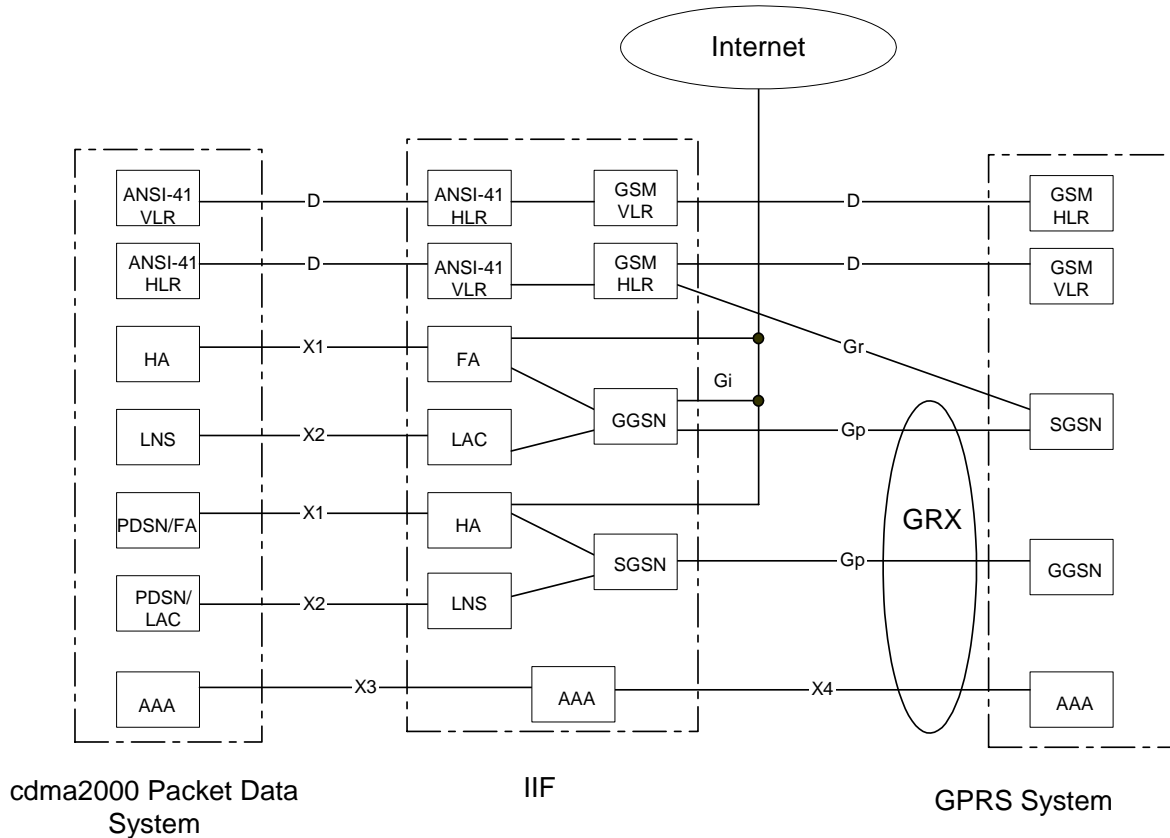 Internet
ANSI-41
VLR
D
ANSI-41
HLR
GSM
VLR
D
GSM
HLR
ANSI-41
HLR
D
ANSI-41
VLR
GSM
HLR
D
GSM
VLR
HA
X1
FA
Gr
Gi
LNS
X2
LAC
GGSN
Gp
SGSN
PDSN/FA
X1
HA
GRX
SGSN
Gp
GGSN
PDSN/
LAC
X2
LNS
AAA
X3
AAA
X4
AAA
cdma2000 Packet Data
System
IIF
GPRS System